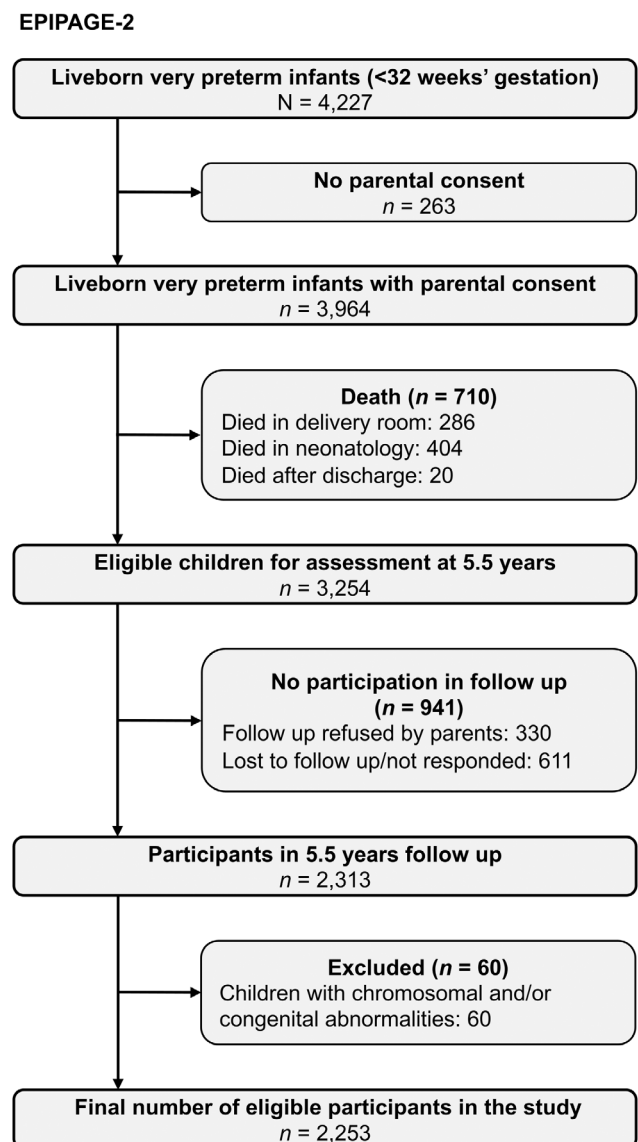 EPIPAGE-2
Liveborn very preterm infants (<32 weeks’ gestation)
N = 4,227
No parental consent
n = 263
Liveborn very preterm infants with parental consent
n = 3,964
Death (n = 710)
Died in delivery room: 286
Died in neonatology: 404
Died after discharge: 20
Eligible children for assessment at 5.5 years
n = 3,254
No participation in follow up
(n = 941)
Follow up refused by parents: 330
Lost to follow up/not responded: 611
Participants in 5.5 years follow up
n = 2,313
Excluded (n = 60)
Children with chromosomal and/or
congenital abnormalities: 60
Final number of eligible participants in the study
n = 2,253